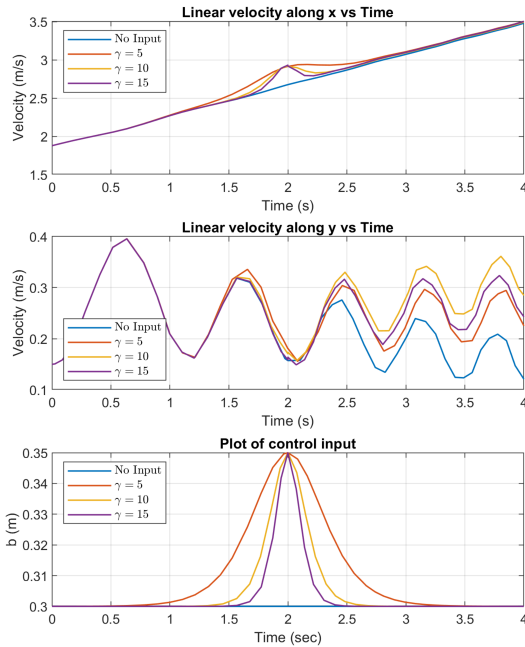 Linear velocity along x vs Time
Velocity (m/s)
3.5
3
2.5
2
1.5
No Input
γ = 5
γ = 10
γ = 15
0 0.5 1 1.5 2 2.5 3 3.5 4
Time (s)
Linear velocity along y vs Time
Velocity (m/s)
0.4
0.3
0.2
0.1
No Input
γ = 5
γ = 10
γ = 15
0 0.5 1 1.5 2 2.5 3 3.5 4
Time (s)
Plot of control input
b (m)
0.35
0.34
0.33
0.32
0.31
0.3
No Input
γ = 5
γ = 10
γ = 15
0 0.5 1 1.5 2 2.5 3 3.5 4
Time (sec)